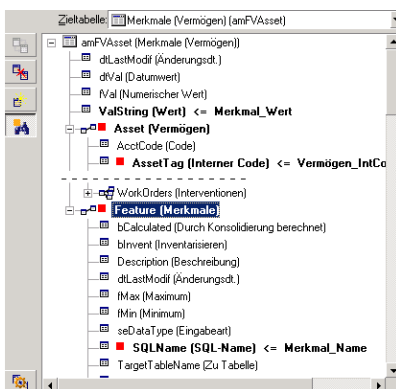 Zieltabelle: Merkmale (Vermögen) (amFVAsset)
amFVAsset (Merkmale (Vermögen))
dtLastModif (Änderungsdt.)
dtVal (Datumwert)
fVal (Numerischer Wert)
ValString (Wert) <= Merkmal_Wert
Asset (Vermögen)
AcctCode (Code)
AssetTag (Interner Code) <= Vermögen_IntCo
WorkOrders (Interventionen)
Feature (Merkmale)
bCalculated (Durch Konsolidierung berechnet)
bInvent (Inventarisieren)
Description (Beschreibung)
dtLastModif (Änderungsdt.)
fMax (Maximum)
fMin (Minimum)
seDataType (Eingabeart)
SQLName (SQL-Name) <= Merkmal_Name
TargetTableName (Zu Tabelle)